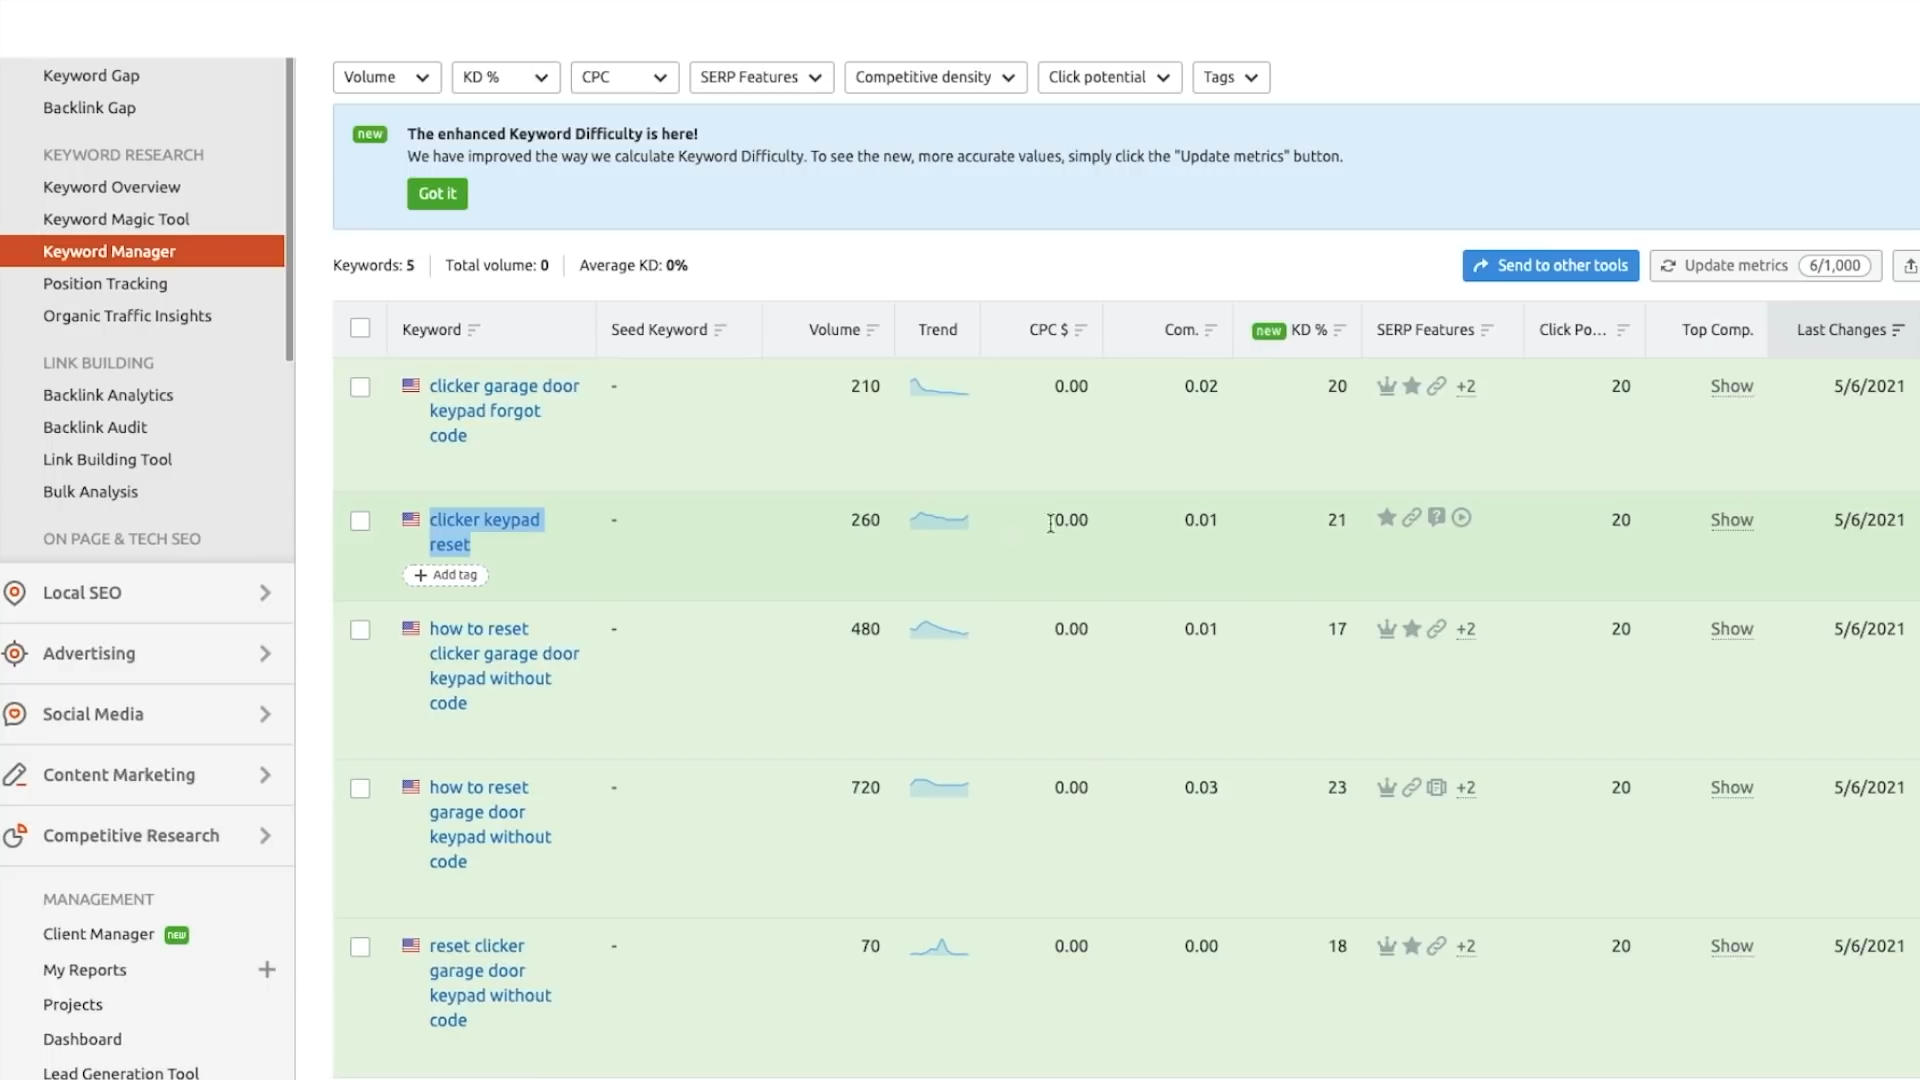 Keyword Gap
Backlink Gap
KEYWORD RESEARCH
Keyword Overview
Keyword Magic Tool
Keyword Manager
Position Tracking
Organic Traffic Insights
LINK BUILDING
Backlink Analytics
Backlink Audit
Link Building Tool
Bulk Analysis
ON PAGE & TECH SEO
Local SEO
Advertising
Social Media
Content Marketing
Competitive Research
MANAGEMENT
Client Manager new
My Reports
Projects
Dashboard
Lead Generation Tool
Volume KD % CPC SERP Features Competitive density Click potential Tags
new The enhanced Keyword Difficulty is here!
We have improved the way we calculate Keyword Difficulty. To see the new, more accurate values, simply click the "Update metrics" button.
Got it
Keywords: 5 Total volume: 0 Average KD: 0%
Send to other tools Update metrics 6/1,000
Keyword Seed Keyword Volume Trend CPC $ Com. new KD % SERP Features Click Po... Top Comp. Last Changes
clicker garage door - 210 0.00 0.02 20 +2 20 Show 5/6/2021
keypad forgot
code
clicker keypad - 260 0.00 0.01 21 20 Show 5/6/2021
reset
+ Add tag
how to reset - 480 0.00 0.01 17 +2 20 Show 5/6/2021
clicker garage door
keypad without
code
how to reset - 720 0.00 0.03 23 +2 20 Show 5/6/2021
garage door
keypad without
code
reset clicker - 70 0.00 0.00 18 +2 20 Show 5/6/2021
garage door
keypad without
code